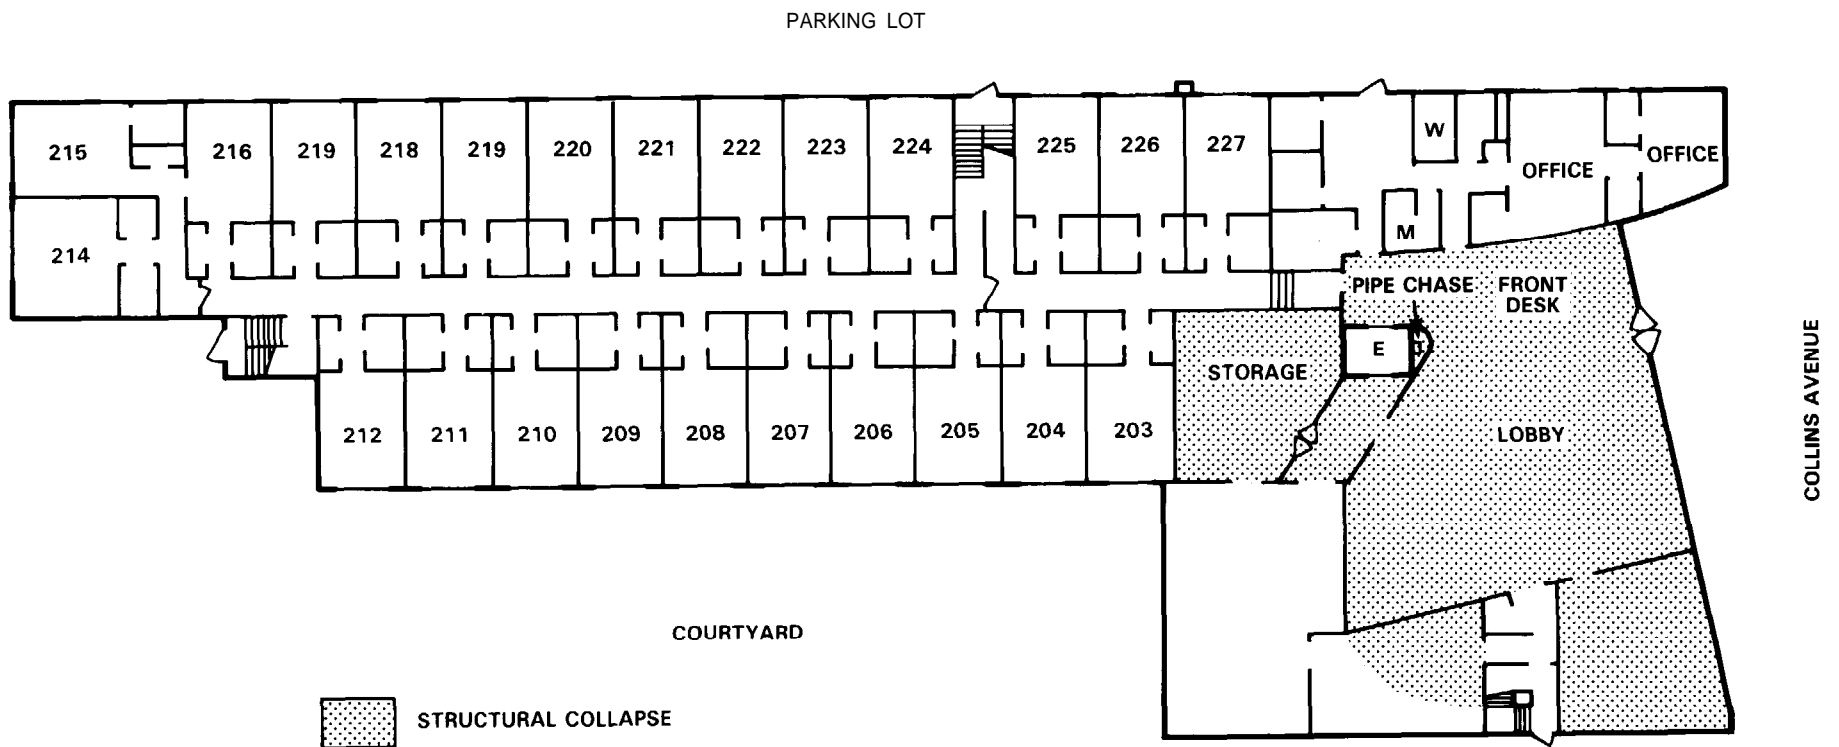 PARKING LOT
215 216 219 218 219 220 221 222 223 224 225 226 227 W OFFICE OFFICE
214 M
PIPE CHASE FRONT
DESK
E
STORAGE
COLLINS AVENUE
212 211 210 209 208 207 206 205 204 203 LOBBY
COURTYARD
STRUCTURAL COLLAPSE